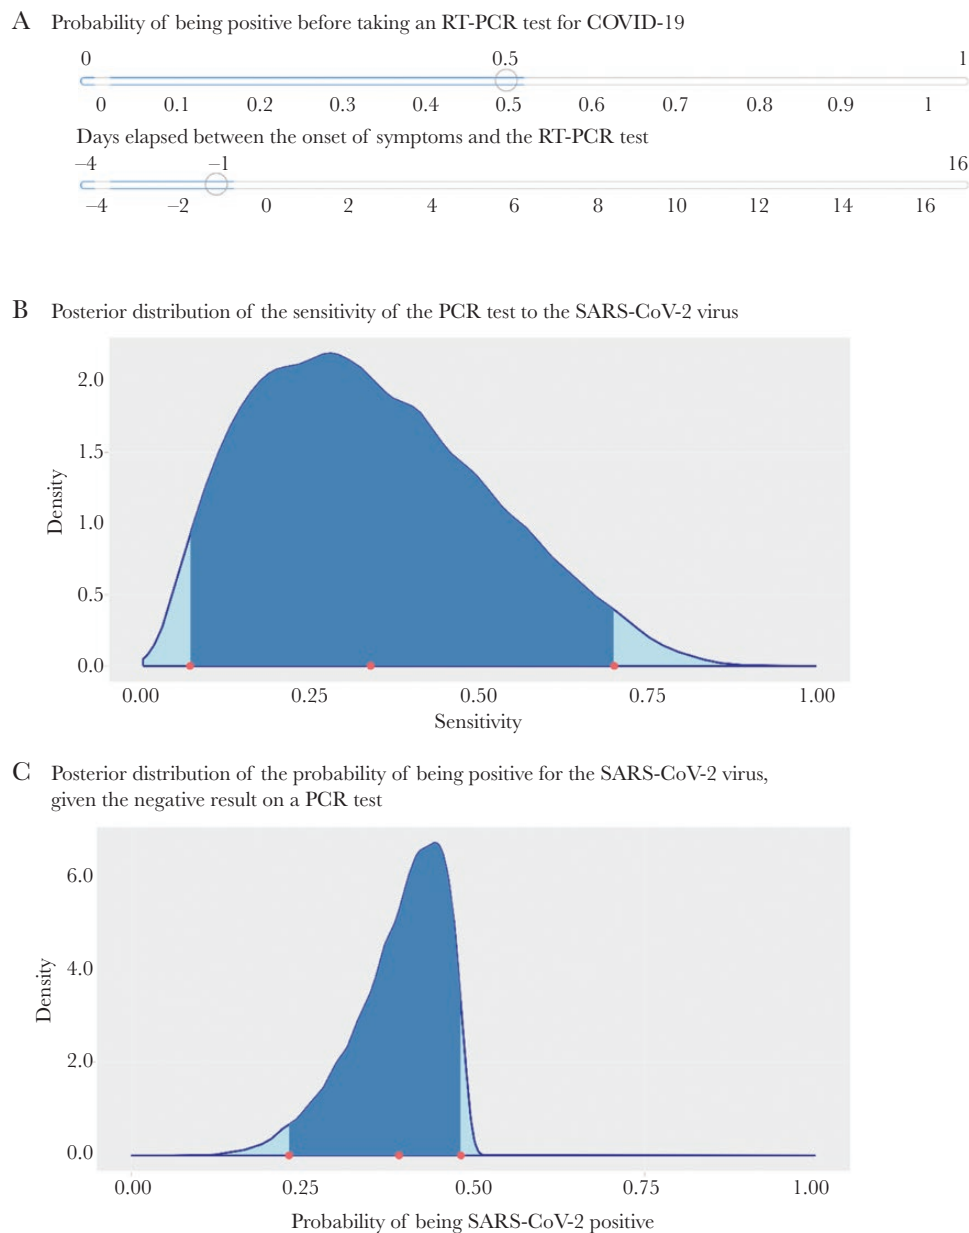 A Probability of being positive before taking an RT-PCR test for COVID-19
0 0.5 1
0 0.1 0.2 0.3 0.4 0.5 0.6 0.7 0.8 0.9 1
Days elapsed between the onset of symptoms and the RT-PCR test
–4 –1 16
–4 –2 0 2 4 6 8 10 12 14 16
B Posterior distribution of the sensitivity of the PCR test to the SARS-CoV-2 virus
2.0
1.5
1.0
0.5
0.0
Density
0.00 0.25 0.50 0.75 1.00
Sensitivity
C Posterior distribution of the probability of being positive for the SARS-CoV-2 virus,
given the negative result on a PCR test
6.0
4.0
2.0
0.0
Density
0.00 0.25 0.50 0.75 1.00
Probability of being SARS-CoV-2 positive